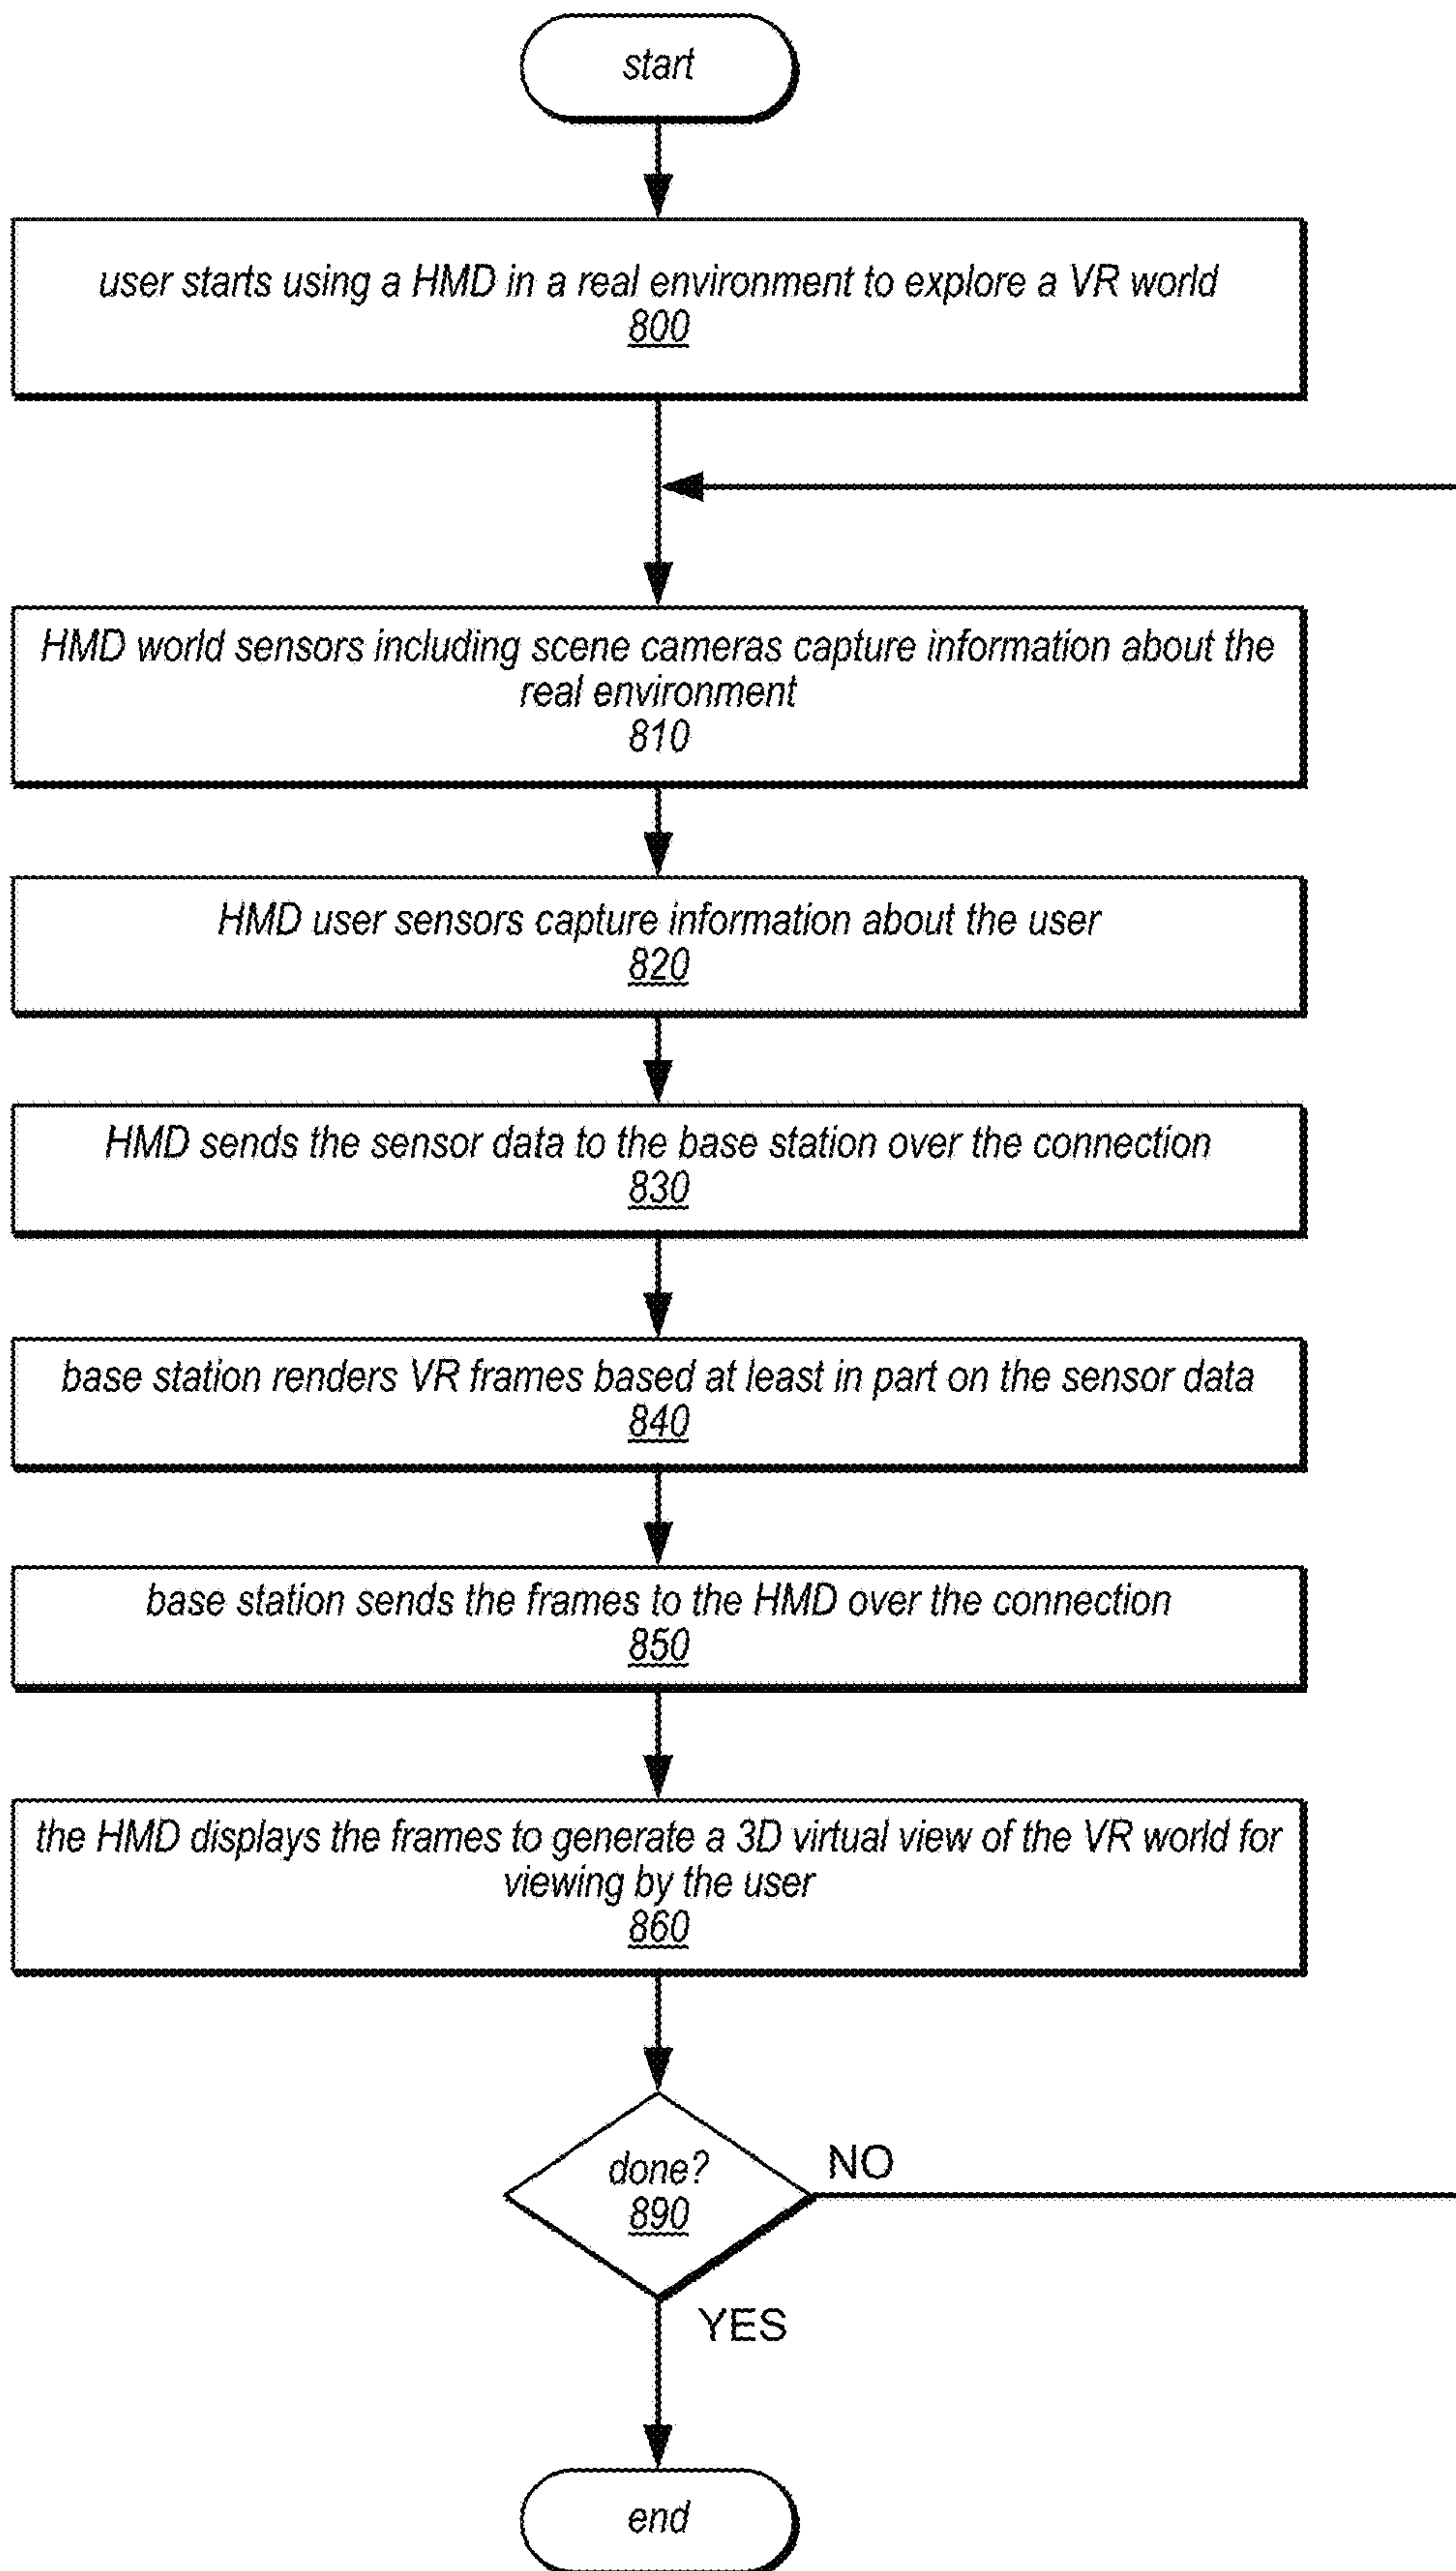 start
user starts using a HMD in a real environment to explore a VR world
800
HMD world sensors including scene cameras capture information about the
real environment
810
HMD user sensors capture information about the user
820
HMD sends the sensor data to the base station over the connection
830
base station renders VR frames based at least in part on the sensor data
840
base station sends the frames to the HMD over the connection
850
the HMD displays the frames to generate a 3D virtual view of the VR world for
viewing by the user
860
done?
890
NO
YES
end